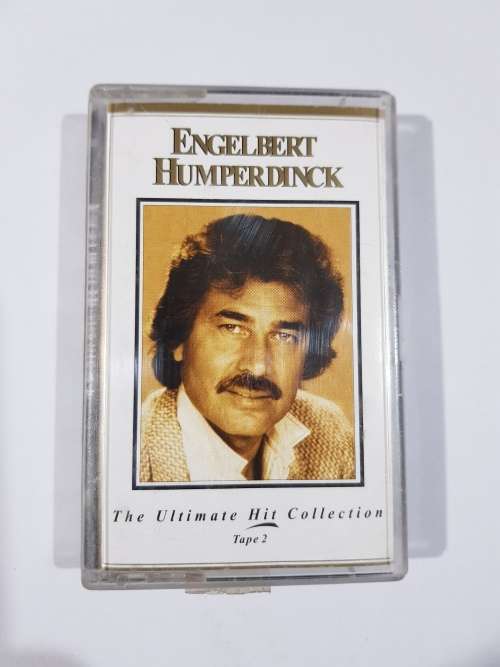 ENGELBERT
HUMPERDINCK
The Ultimate Hit Collection
Tape 2